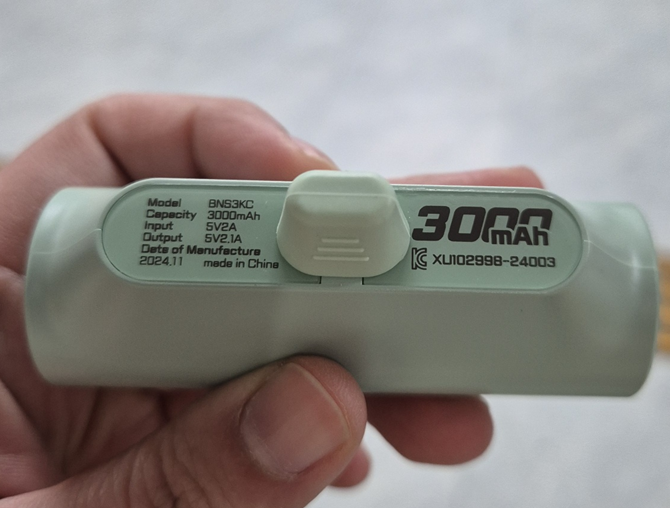 Model BNS3KC
Capacity 3000mAh
Input 5V2A
Output 5V2.1A
Date of Manufacture
2024.11 made in China
3000mAh
XU102998-24003